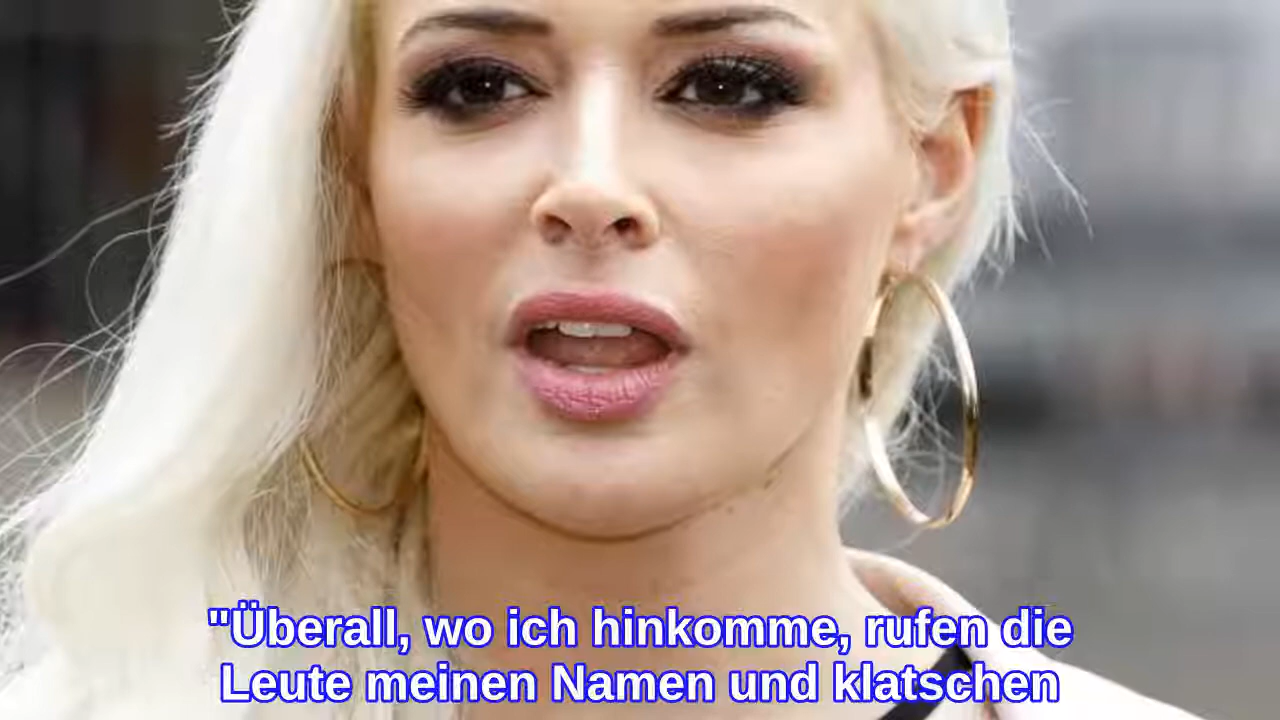 "Überall, wo ich hinkomme, rufen die
Leute meinen Namen und klatschen